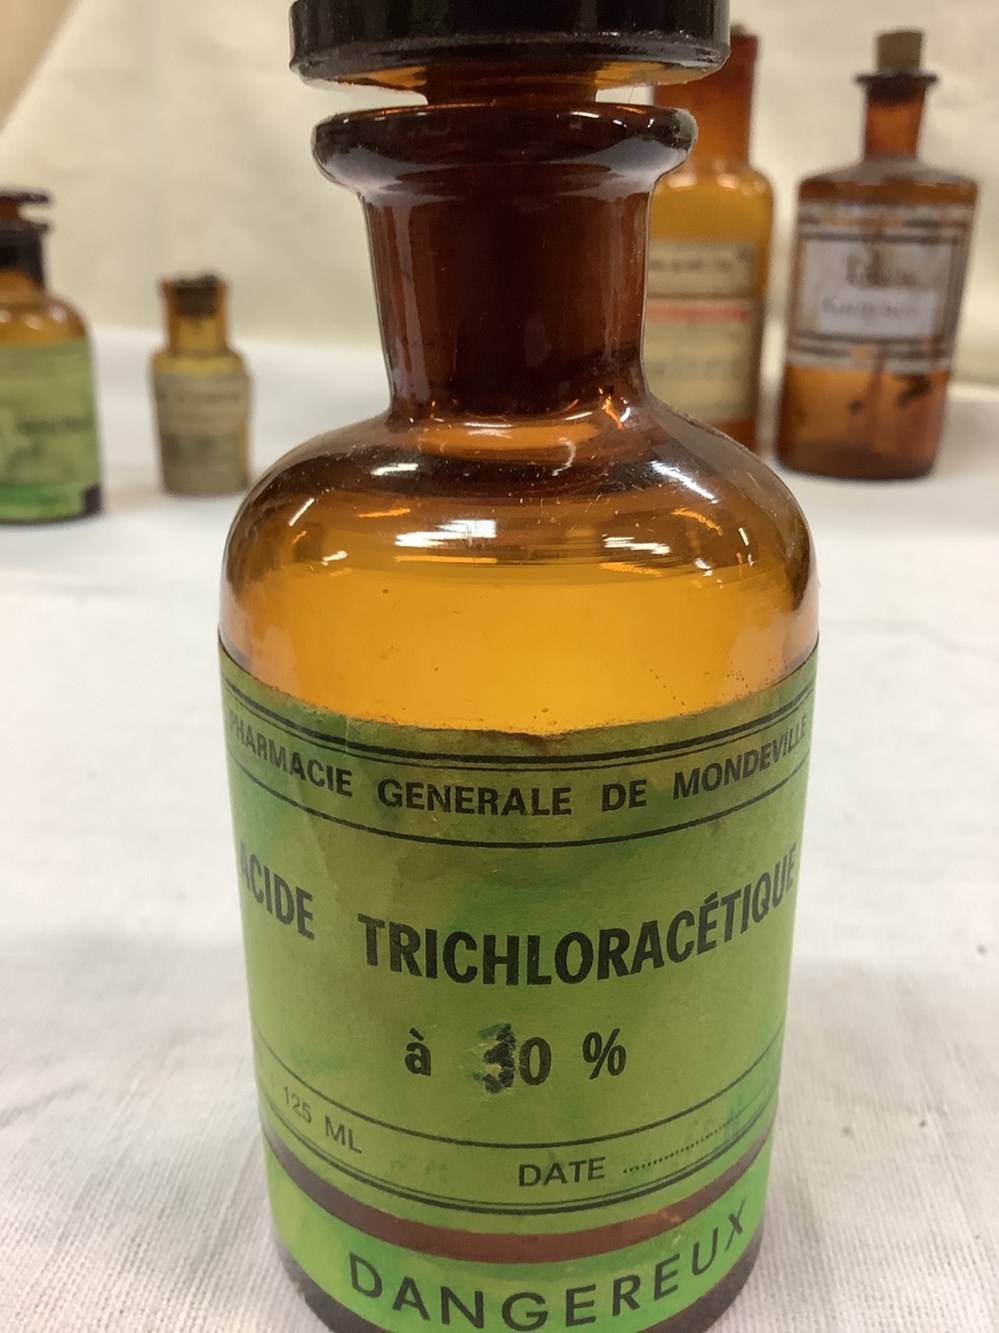 PHARMACIE GENERALE DE MONDEVILLE
ACIDE TRICHLORACÉTIQUE
à 30 %
125 ML
DATE
DANGEREUX